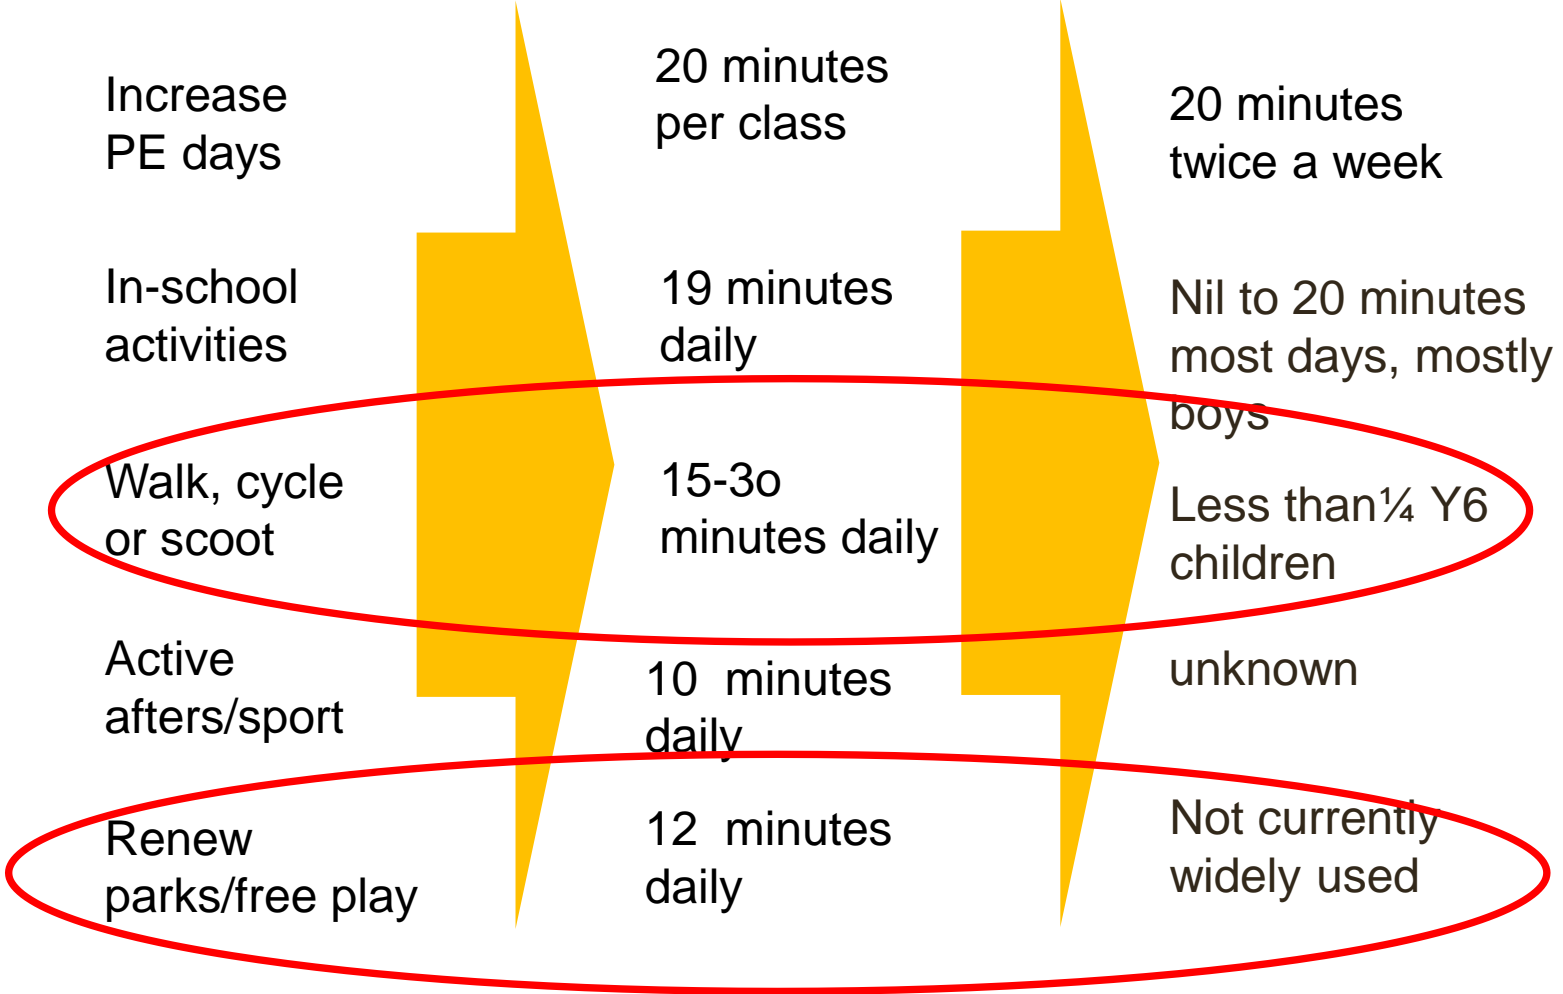 Increase
PE days
20 minutes
per class
20 minutes
twice a week
In-school
activities
19 minutes
daily
Nil to 20 minutes
most days, mostly
boys
Walk, cycle
or scoot
15-3o
minutes daily
Less than¼ Y6
children
Active
afters/sport
10 minutes
daily
unknown
Renew
parks/free play
12 minutes
daily
Not currently
widely used